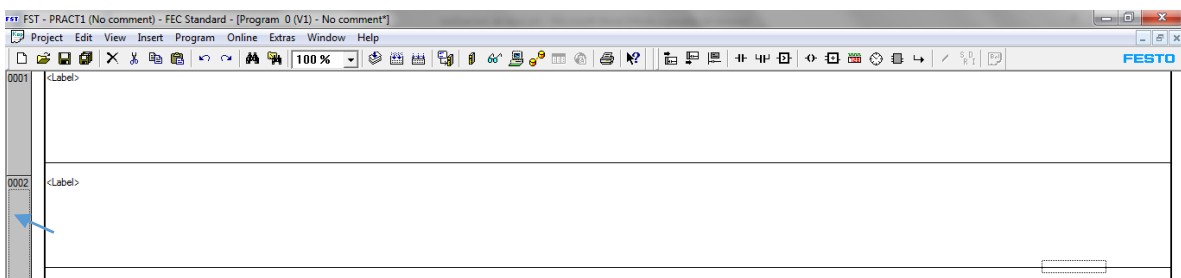 FST FST - PRACT1 (No comment) - FEC Standard - [Program 0 (V1) - No comment*]
Project Edit View Insert Program Online Extras Window Help
100 % FESTO
0001 <Label>
0002 <Label>